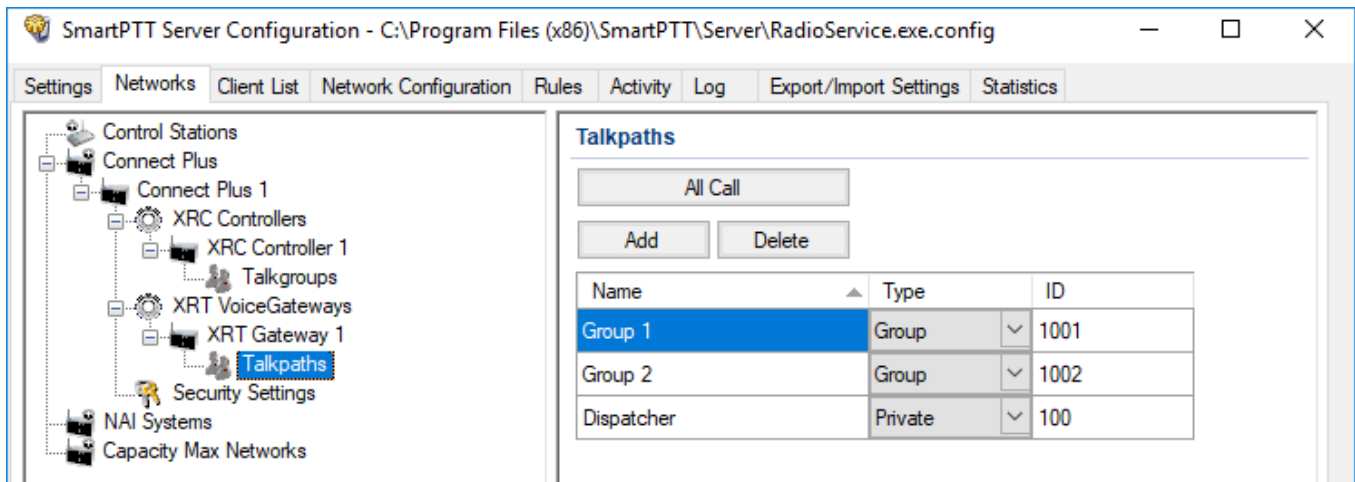 SmartPTT Server Configuration - C:\Program Files (x86)\SmartPTT\Server\RadioService.exe.config
Settings Networks Client List Network Configuration Rules Activity Log Export/Import Settings Statistics
Control Stations
Connect Plus
Connect Plus 1
XRC Controllers
XRC Controller 1
Talkgroups
XRT VoiceGateways
XRT Gateway 1
Talkpaths
Security Settings
NAI Systems
Capacity Max Networks
Talkpaths
All Call
Add Delete
Name Type ID
Group 1 Group 1001
Group 2 Group 1002
Dispatcher Private 100